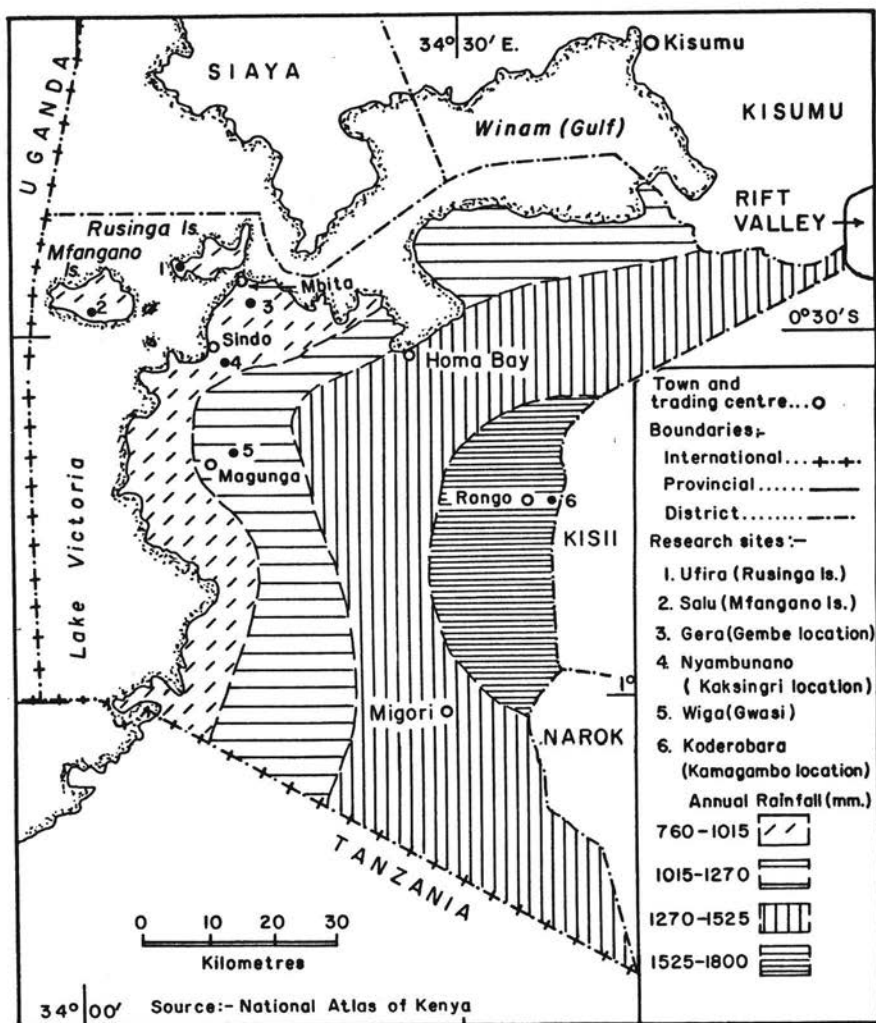 34° 30' E.
Kisumu
SIAYA
UGANDA
Winam (Gulf)
KISUMU
RIFT
VALLEY
Rusinga Is.
Mfangano
Is.
1
2
Mbita
3
0° 30'S
Sindo
4
Homa Bay
5
Magunga
Rongo
6
KISII
Lake Victoria
1°
Migori
NAROK
TANZANIA
0 10 20 30
Kilometres
34° 00'
Source:- National Atlas of Kenya
Town and
trading centre...
Boundaries:-
International....
Provincial......
District.......
Research sites:-
1. Ufira (Rusinga Is.)
2. Salu (Mfangano Is.)
3. Gera (Gembe location)
4. Nyambunano
( Kaksingri location)
5. Wiga (Gwasi)
6. Koderobara
(Kamagambo location)
Annual Rainfall (mm.)
760-1015
1015-1270
1270-1525
1525-1800